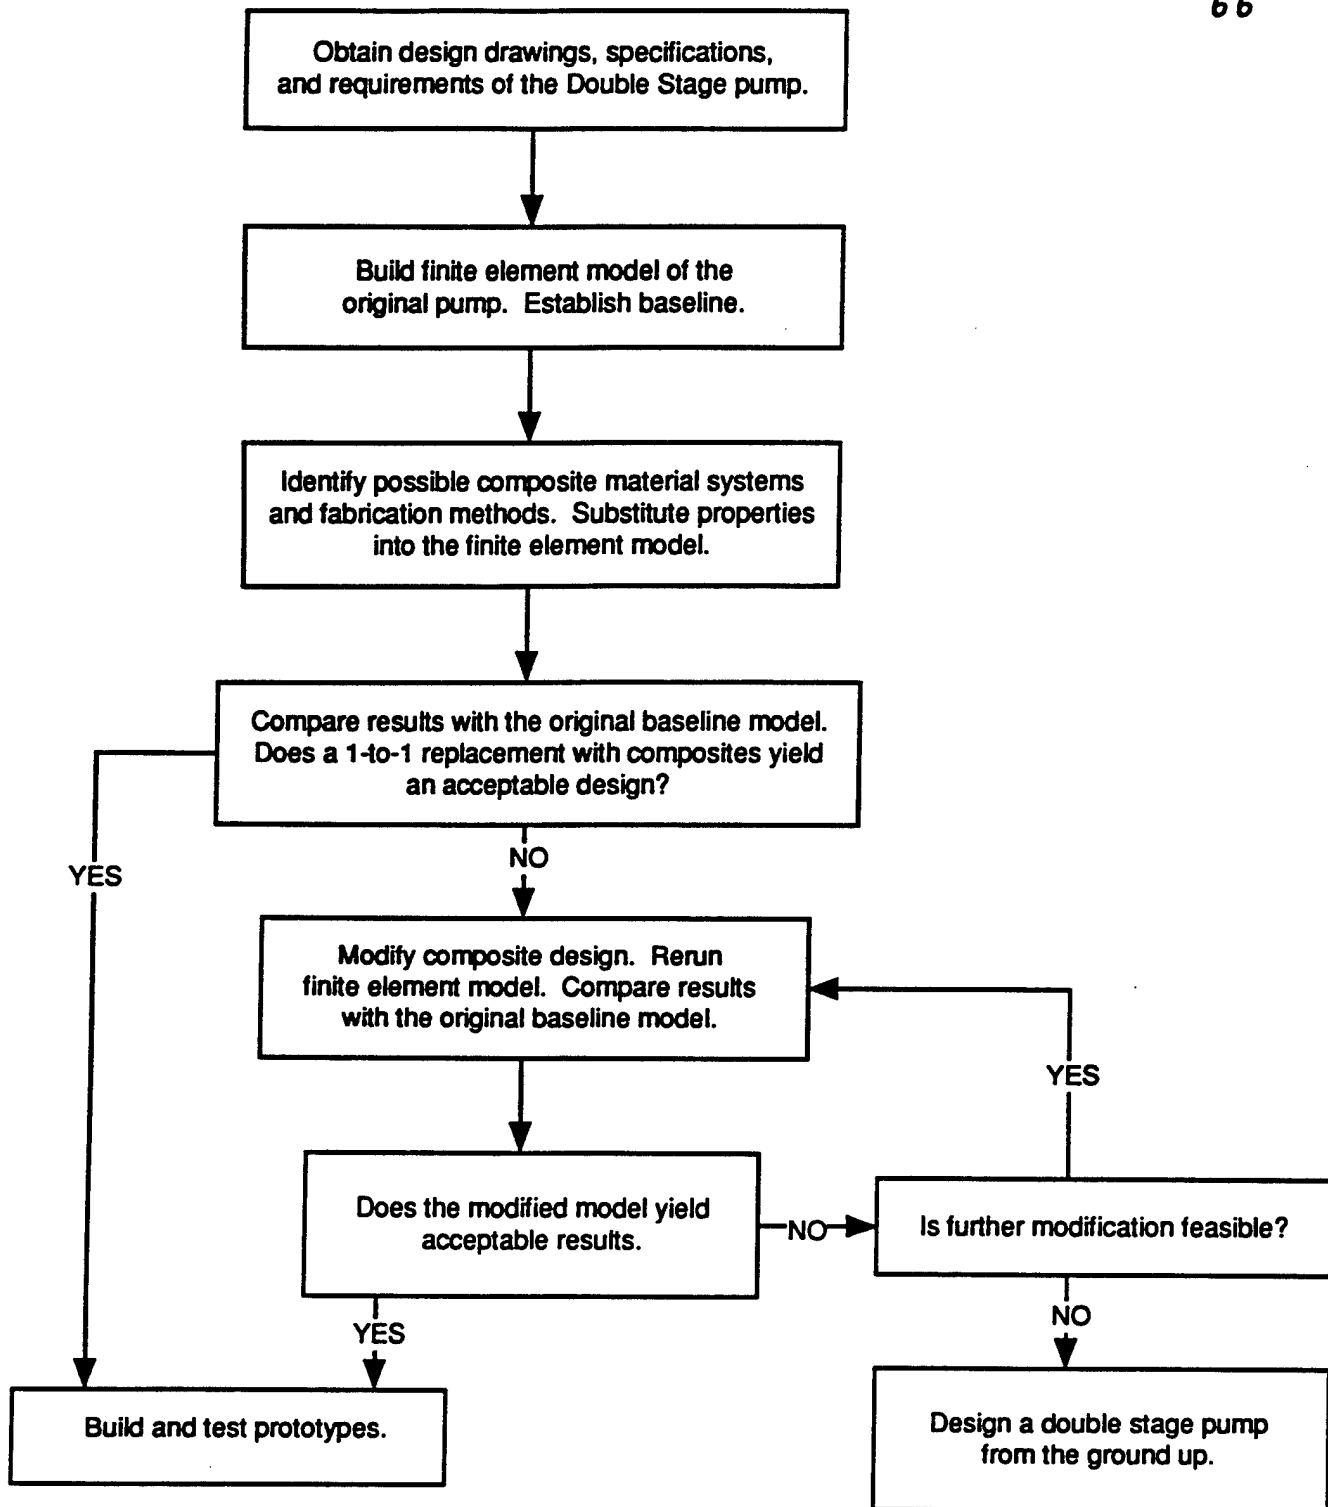 66
Obtain design drawings, specifications,
and requirements of the Double Stage pump.
Build finite element model of the
original pump.  Establish baseline.
Identify possible composite material systems
and fabrication methods.  Substitute properties
into the finite element model.
Compare results with the original baseline model.
Does a 1-to-1 replacement with composites yield
an acceptable design?
YES
NO
Modify composite design.  Rerun
finite element model.  Compare results
with the original baseline model.
YES
Does the modified model yield
acceptable results.
NO
Is further modification feasible?
YES
NO
Build and test prototypes.
Design a double stage pump
from the ground up.